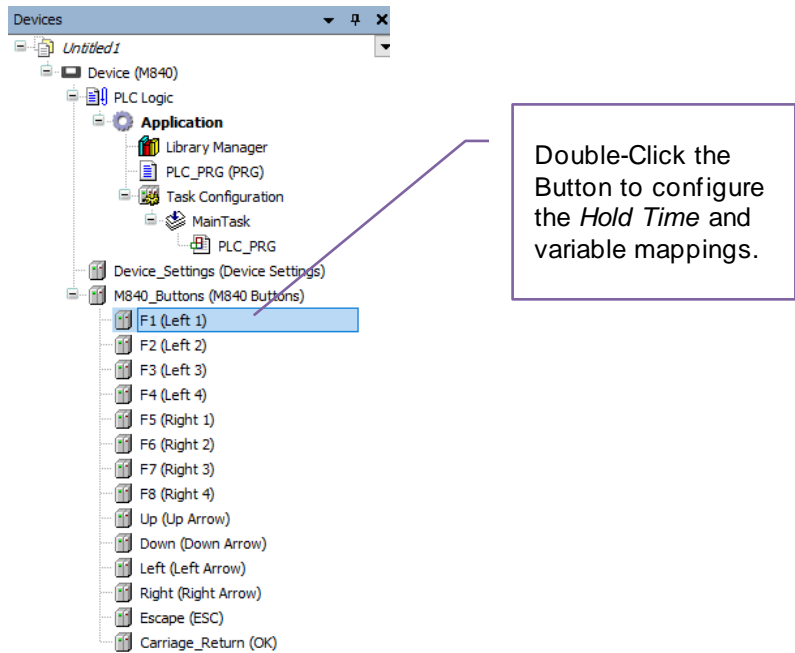 Devices
Untitled1
Device (M840)
PLC Logic
Application
Library Manager
PLC_PRG (PRG)
Task Configuration
MainTask
PLC_PRG
Device_Settings (Device Settings)
M840_Buttons (M840 Buttons)
F1 (Left 1)
F2 (Left 2)
F3 (Left 3)
F4 (Left 4)
F5 (Right 1)
F6 (Right 2)
F7 (Right 3)
F8 (Right 4)
Up (Up Arrow)
Down (Down Arrow)
Left (Left Arrow)
Right (Right Arrow)
Escape (ESC)
Carriage_Return (OK)
Double-Click the
Button to configure
the Hold Time and
variable mappings.